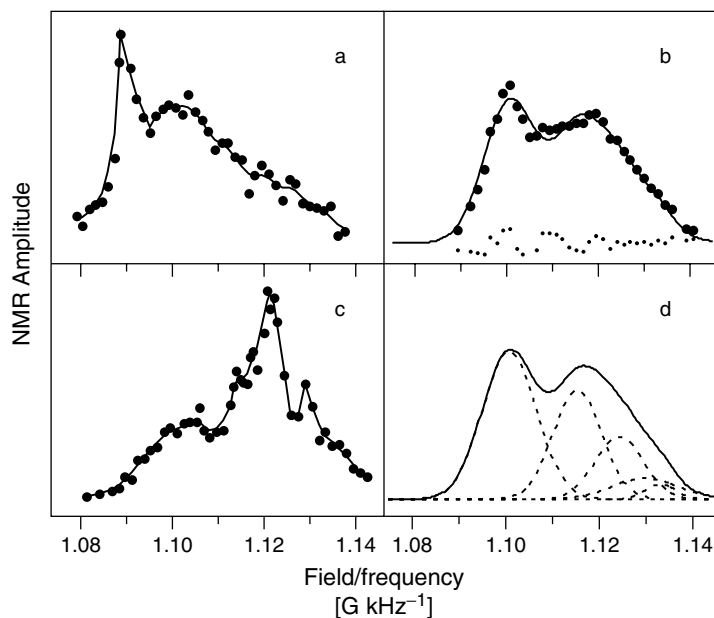 a
b
NMR Amplitude
c
d
1.08 1.10 1.12 1.14 1.08 1.10 1.12 1.14
Field/frequency
[G kHz⁻¹]